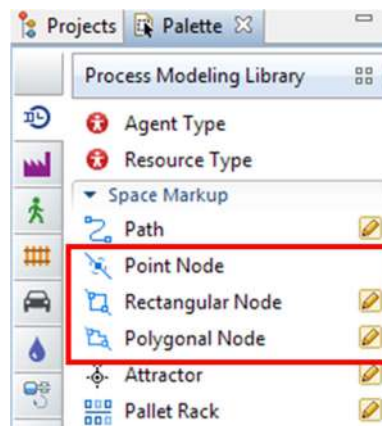 Projects Palette
Process Modeling Library
Agent Type
Resource Type
Space Markup
Path
Point Node
Rectangular Node
Polygonal Node
Attractor
Pallet Rack